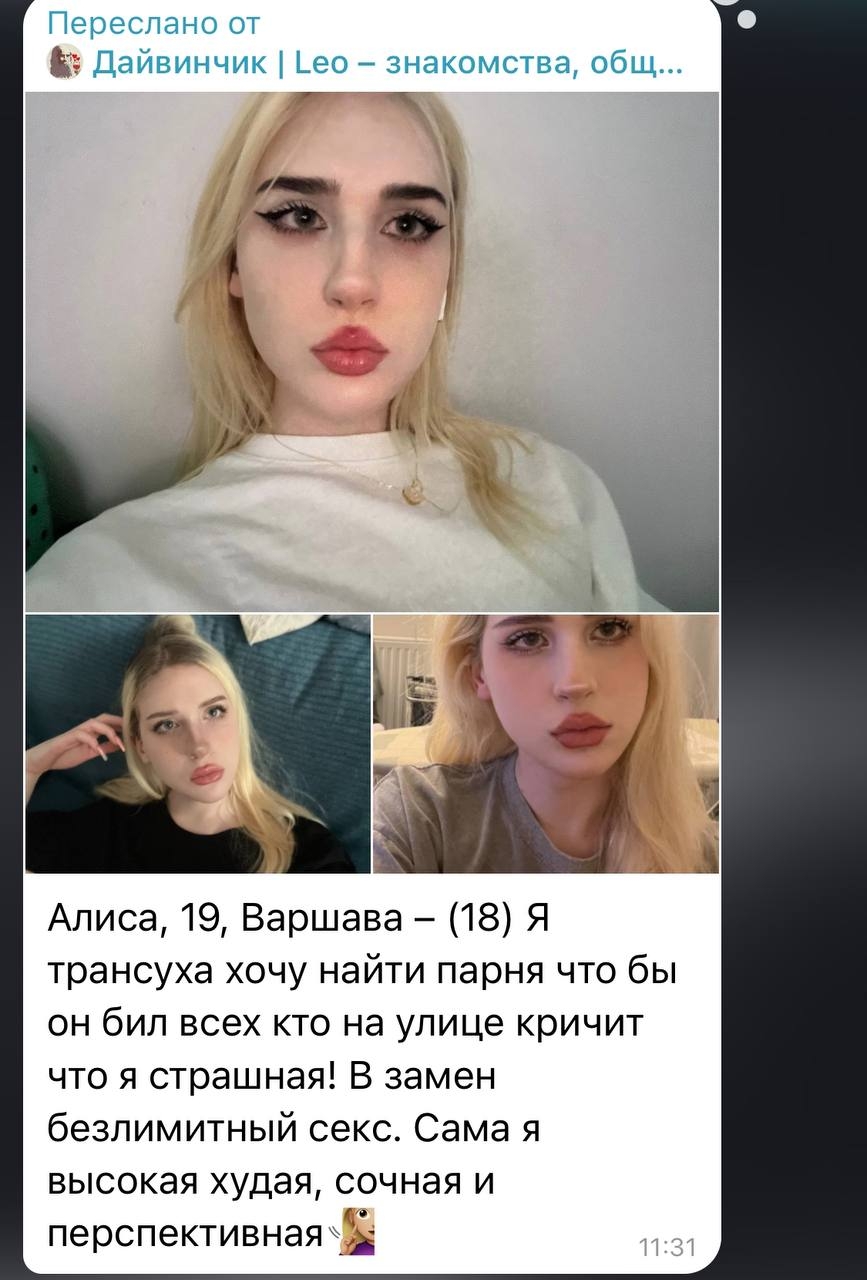 Переслано от
Дайвинчик | Leo – знакомства, общ...
Алиса, 19, Варшава – (18) Я
трансуха хочу найти парня что бы
он бил всех кто на улице кричит
что я страшная! В замен
безлимитный секс. Сама я
высокая худая, сочная и
перспективная
11:31